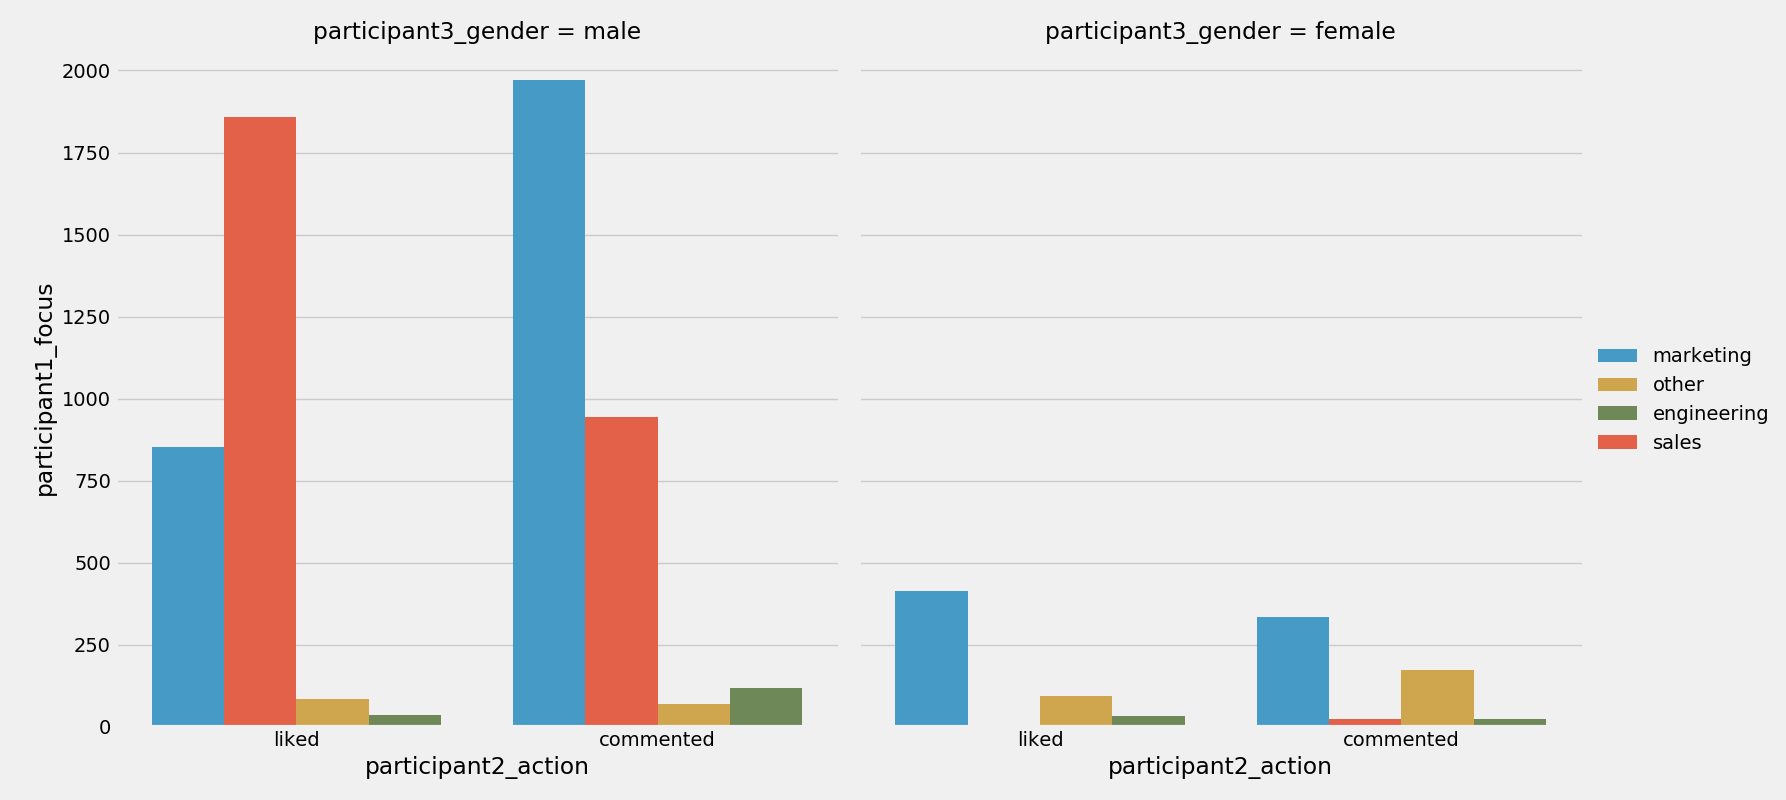 participant3_gender = male
participant3_gender = female
participant1_focus
2000
1750
1500
1250
1000
750
500
250
0
liked
commented
liked
commented
participant2_action
participant2_action
marketing
other
engineering
sales